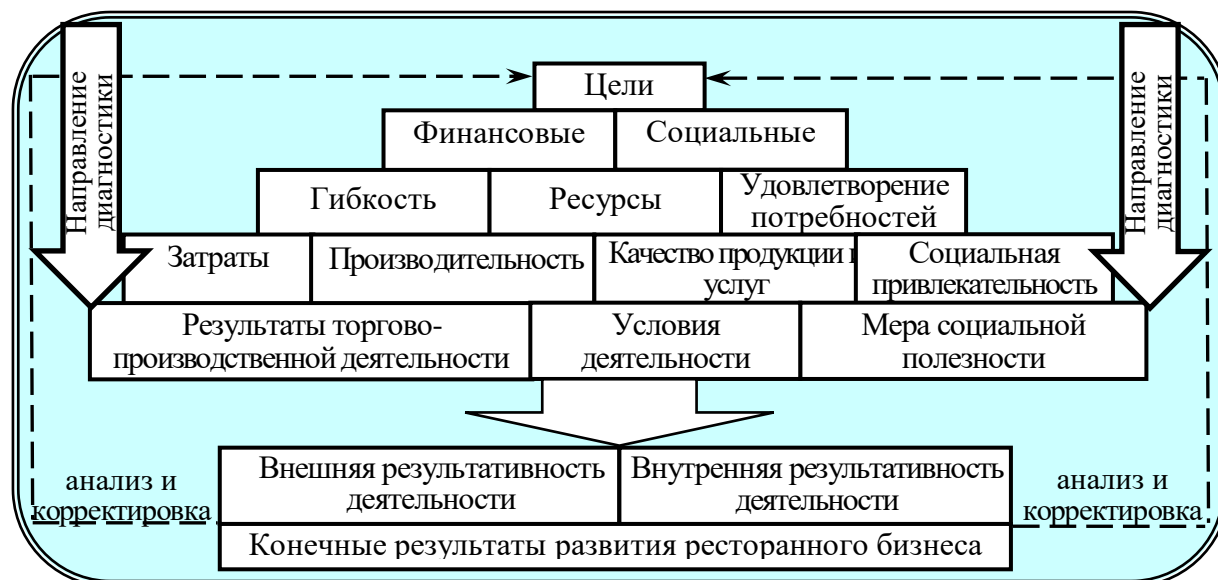 Цели
Финансовые
Социальные
Гибкость
Ресурсы
Удовлетворение
потребностей
Затраты
Производительность
Качество продукции и
услуг
Социальная
привлекательность
Результаты торгово-
производственной деятельности
Условия
деятельности
Мера социальной
полезности
Направление
диагностики
Направление
диагностики
Внешняя результативность
деятельности
Внутренняя результативность
деятельности
анализ и
корректировка
анализ и
корректировка
Конечные результаты развития ресторанного бизнеса